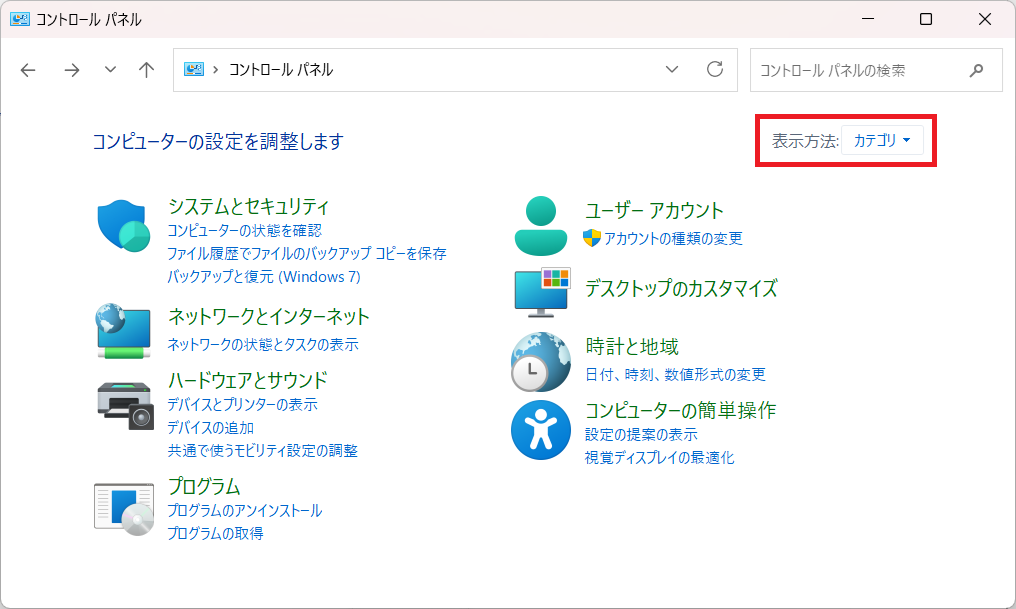 コントロール パネル
コントロール パネル
コントロール パネルの検索
コンピューターの設定を調整します
表示方法: カテゴリ
システムとセキュリティ
コンピューターの状態を確認
ファイル履歴でファイルのバックアップ コピーを保存
バックアップと復元 (Windows 7)
ネットワークとインターネット
ネットワークの状態とタスクの表示
ハードウェアとサウンド
デバイスとプリンターの表示
デバイスの追加
共通で使うモビリティ設定の調整
プログラム
プログラムのアンインストール
プログラムの取得
ユーザー アカウント
アカウントの種類の変更
デスクトップのカスタマイズ
時計と地域
日付、時刻、数値形式の変更
コンピューターの簡単操作
設定の提案の表示
視覚ディスプレイの最適化